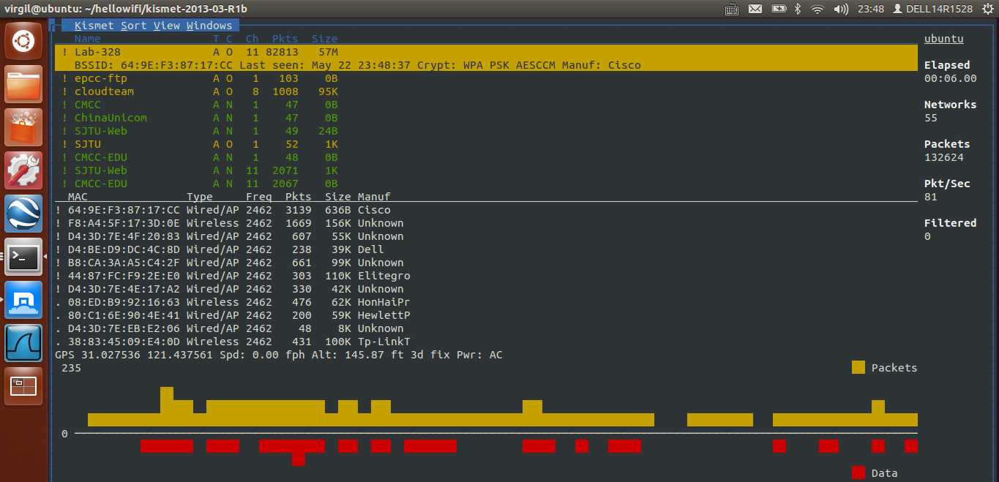 virgil@ubuntu: ~/hellowifi/kismet-2013-03-R1b 23:48 DELL14R1528
Kismet Sort View Windows
Name T C Ch Pkts Size
! Lab-328 A O 11 82813 57M
BSSID: 64:9E:F3:87:17:CC Last seen: May 22 23:48:37 Crypt: WPA PSK AESCCM Manuf: Cisco
! epcc-ftp A O 1 103 0B
! cloudteam A O 8 1008 95K
! CMCC A N 1 47 0B
! ChinaUnicom A N 1 47 0B
! SJTU-Web A N 1 49 24B
! SJTU A O 1 52 1K
! CMCC-EDU A N 1 48 0B
! SJTU-Web A N 11 2071 1K
! CMCC-EDU A N 11 2067 0B
MAC Type Freq Pkts Size Manuf
! 64:9E:F3:87:17:CC Wired/AP 2462 3139 636B Cisco
! F8:A4:5F:17:3D:0E Wireless 2462 1669 156K Unknown
! D4:3D:7E:4F:20:83 Wired/AP 2462 607 55K Unknown
! D4:BE:D9:DC:4C:8D Wired/AP 2462 238 39K Dell
! B8:CA:3A:A5:C4:2F Wired/AP 2462 661 99K Unknown
! 44:87:FC:F9:2E:E0 Wired/AP 2462 303 110K Elitegro
! D4:3D:7E:4E:17:A2 Wired/AP 2462 330 42K Unknown
. 08:ED:B9:92:16:63 Wireless 2462 476 62K HonHaiPr
. 80:C1:6E:90:4E:41 Wired/AP 2462 200 59K HewlettP
. D4:3D:7E:EB:E2:06 Wired/AP 2462 48 8K Unknown
. 38:83:45:09:E4:0D Wireless 2462 431 100K Tp-LinkT
GPS 31.027536 121.437561 Spd: 0.00 fph Alt: 145.87 ft 3d fix Pwr: AC
235
Packets
0
Data
ubuntu
Elapsed
00:06.00
Networks
55
Packets
132624
Pkt/Sec
81
Filtered
0